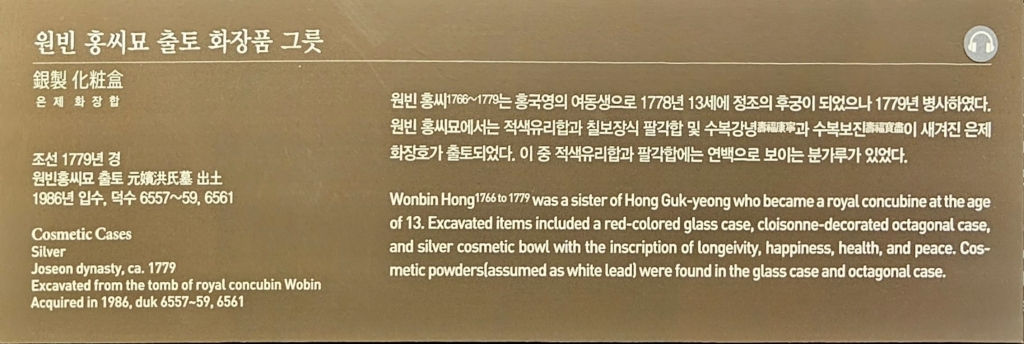 원빈 홍씨묘 출토 화장품 그릇
銀製 化粧盒
은제화장합
조선 1779년 경
원빈홍씨묘 출토 元嬪洪氏墓 出土
1986년 입수, 덕수 6557~59, 6561
Cosmetic Cases
Silver
Joseon dynasty, ca. 1779
Excavated from the tomb of royal concubin Wobin
Acquired in 1986, duk 6557~59, 6561
원빈 홍씨1766~1779는 홍국영의 여동생으로 1778년 13세에 정조의 후궁이 되었으나 1779년 병사하였다.
원빈 홍씨묘에서는 적색유리합과 칠보장식 팔각합 및 수복강녕壽福康寧과 수복보진壽福寶盡이 새겨진 은제
화장호가 출토되었다. 이 중 적색유리합과 팔각합에는 연백으로 보이는 분가루가 있었다.
Wonbin Hong1766 to 1779 was a sister of Hong Guk-yeong who became a royal concubine at the age
of 13. Excavated items included a red-colored glass case, cloisonne-decorated octagonal case,
and silver cosmetic bowl with the inscription of longeivity, happiness, health, and peace. Cos-
metic powders(assumed as white lead) were found in the glass case and octagonal case.